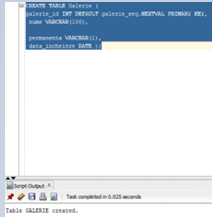 CREATE TABLE Galerie (
galerie_id INT DEFAULT galerie_seq.NEXTVAL PRIMARY KEY,
nume VARCHAR(100),
permanenta VARCHAR(1),
data_incheiere DATE );
Script Output ×
Task completed in 0.025 seconds
Table GALERIE created.